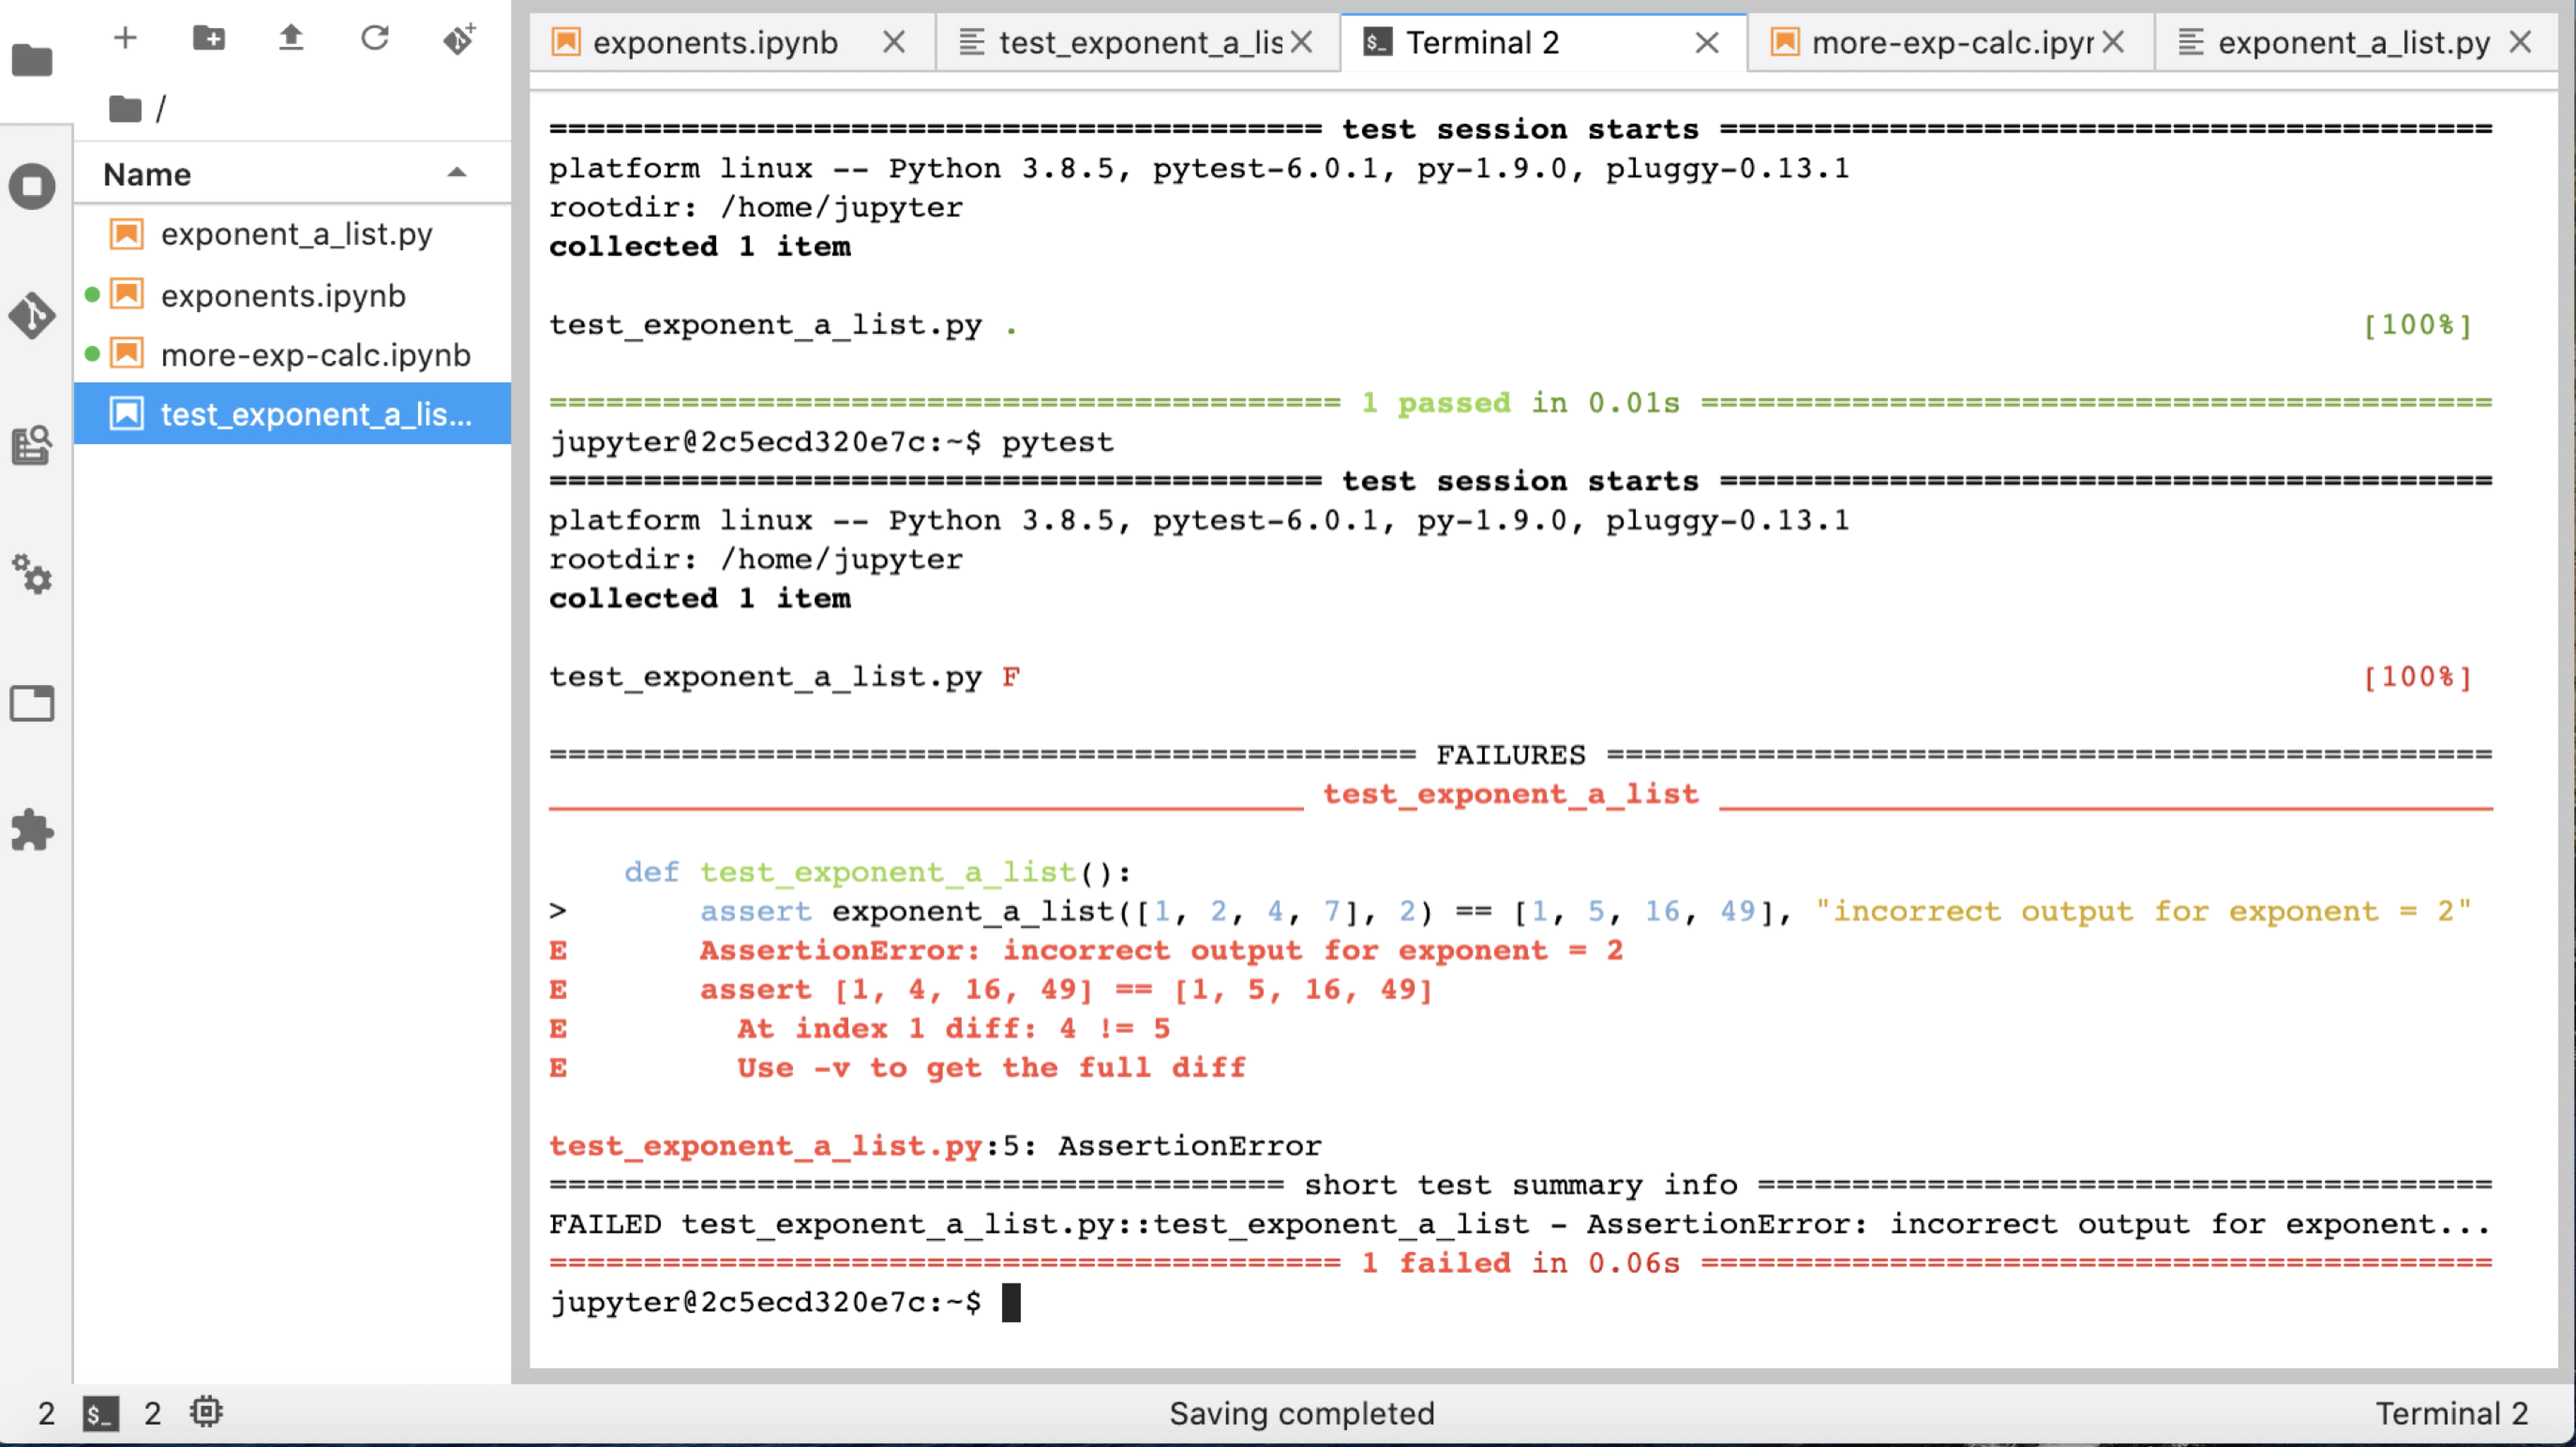 exponents.ipynb
test_exponent_a_lis
$_ Terminal 2
more-exp-calc.ipyr
exponent_a_list.py
/
Name
exponent_a_list.py
exponents.ipynb
more-exp-calc.ipynb
test_exponent_a_lis...
========================================= test session starts =========================================
platform linux -- Python 3.8.5, pytest-6.0.1, py-1.9.0, pluggy-0.13.1
rootdir: /home/jupyter
collected 1 item
test_exponent_a_list.py . [100%]
========================================== 1 passed in 0.01s ==========================================
jupyter@2c5ecd320e7c:~$ pytest
========================================= test session starts =========================================
platform linux -- Python 3.8.5, pytest-6.0.1, py-1.9.0, pluggy-0.13.1
rootdir: /home/jupyter
collected 1 item
test_exponent_a_list.py F [100%]
============================================== FAILURES ===============================================
________________________________________ test_exponent_a_list _________________________________________
def test_exponent_a_list():
> assert exponent_a_list([1, 2, 4, 7], 2) == [1, 5, 16, 49], "incorrect output for exponent = 2"
E AssertionError: incorrect output for exponent = 2
E assert [1, 4, 16, 49] == [1, 5, 16, 49]
E At index 1 diff: 4 != 5
E Use -v to get the full diff
test_exponent_a_list.py:5: AssertionError
======================================= short test summary info =======================================
FAILED test_exponent_a_list.py::test_exponent_a_list - AssertionError: incorrect output for exponent...
========================================== 1 failed in 0.06s ==========================================
jupyter@2c5ecd320e7c:~$
2 $_ 2 Saving completed Terminal 2